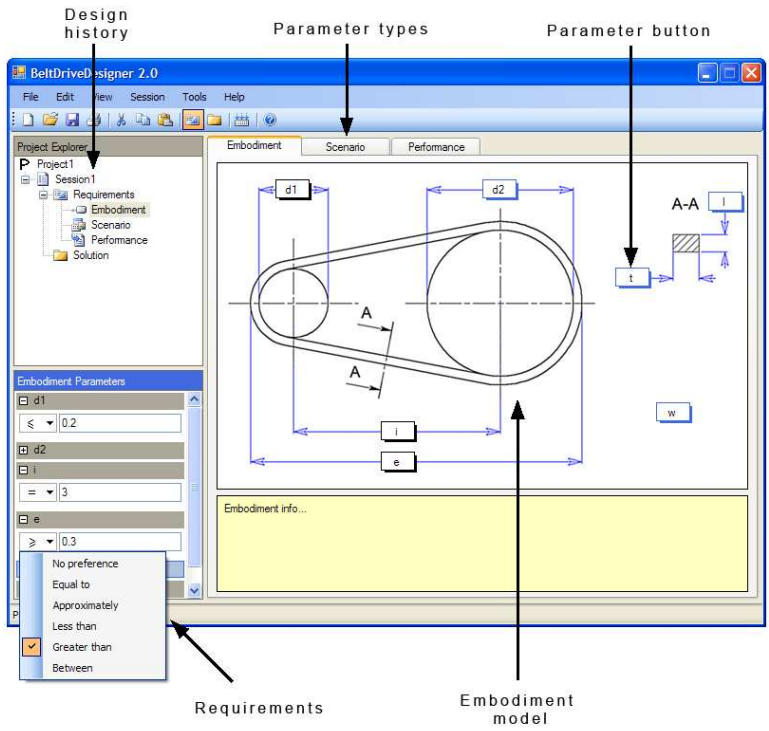 Design
history
Parameter types
Parameter button
BeltDriveDesigner 2.0
File Edit View Session Tools Help
Project Explorer
Project1
Session1
Requirements
Embodiment
Scenario
Performance
Solution
Embodiment Scenario Performance
d1
d2
A-A
l
t
A
A
w
i
e
Embodiment Parameters
d1
≤ 0.2
d2
i
= 3
e
≥ 0.3
No preference
Equal to
Approximately
Less than
Greater than
Between
Embodiment info...
Requirements
Embodiment
model